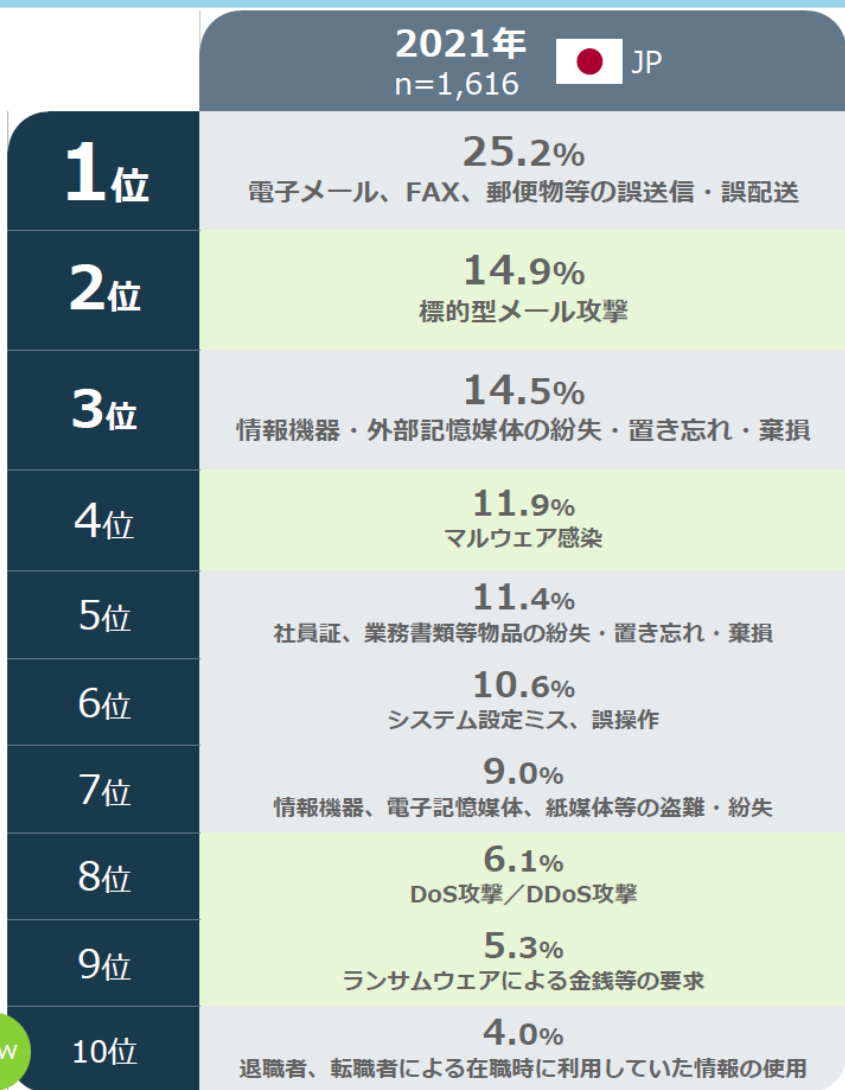 2021年
n=1,616
JP
1位
25.2%
電子メール、FAX、郵便物等の誤送信・誤配送
2位
14.9%
標的型メール攻撃
3位
14.5%
情報機器・外部記憶媒体の紛失・置き忘れ・棄損
4位
11.9%
マルウェア感染
5位
11.4%
社員証、業務書類等物品の紛失・置き忘れ・棄損
6位
10.6%
システム設定ミス、誤操作
7位
9.0%
情報機器、電子記憶媒体、紙媒体等の盗難・紛失
8位
6.1%
DoS攻撃／DDoS攻撃
9位
5.3%
ランサムウェアによる金銭等の要求
10位
4.0%
退職者、転職者による在職時に利用していた情報の使用